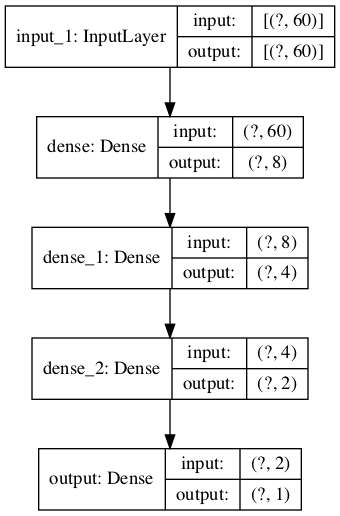 input_1: InputLayer
input: [(?, 60)]
output: [(?, 60)]
dense: Dense
input: (?, 60)
output: (?, 8)
dense_1: Dense
input: (?, 8)
output: (?, 4)
dense_2: Dense
input: (?, 4)
output: (?, 2)
output: Dense
input: (?, 2)
output: (?, 1)